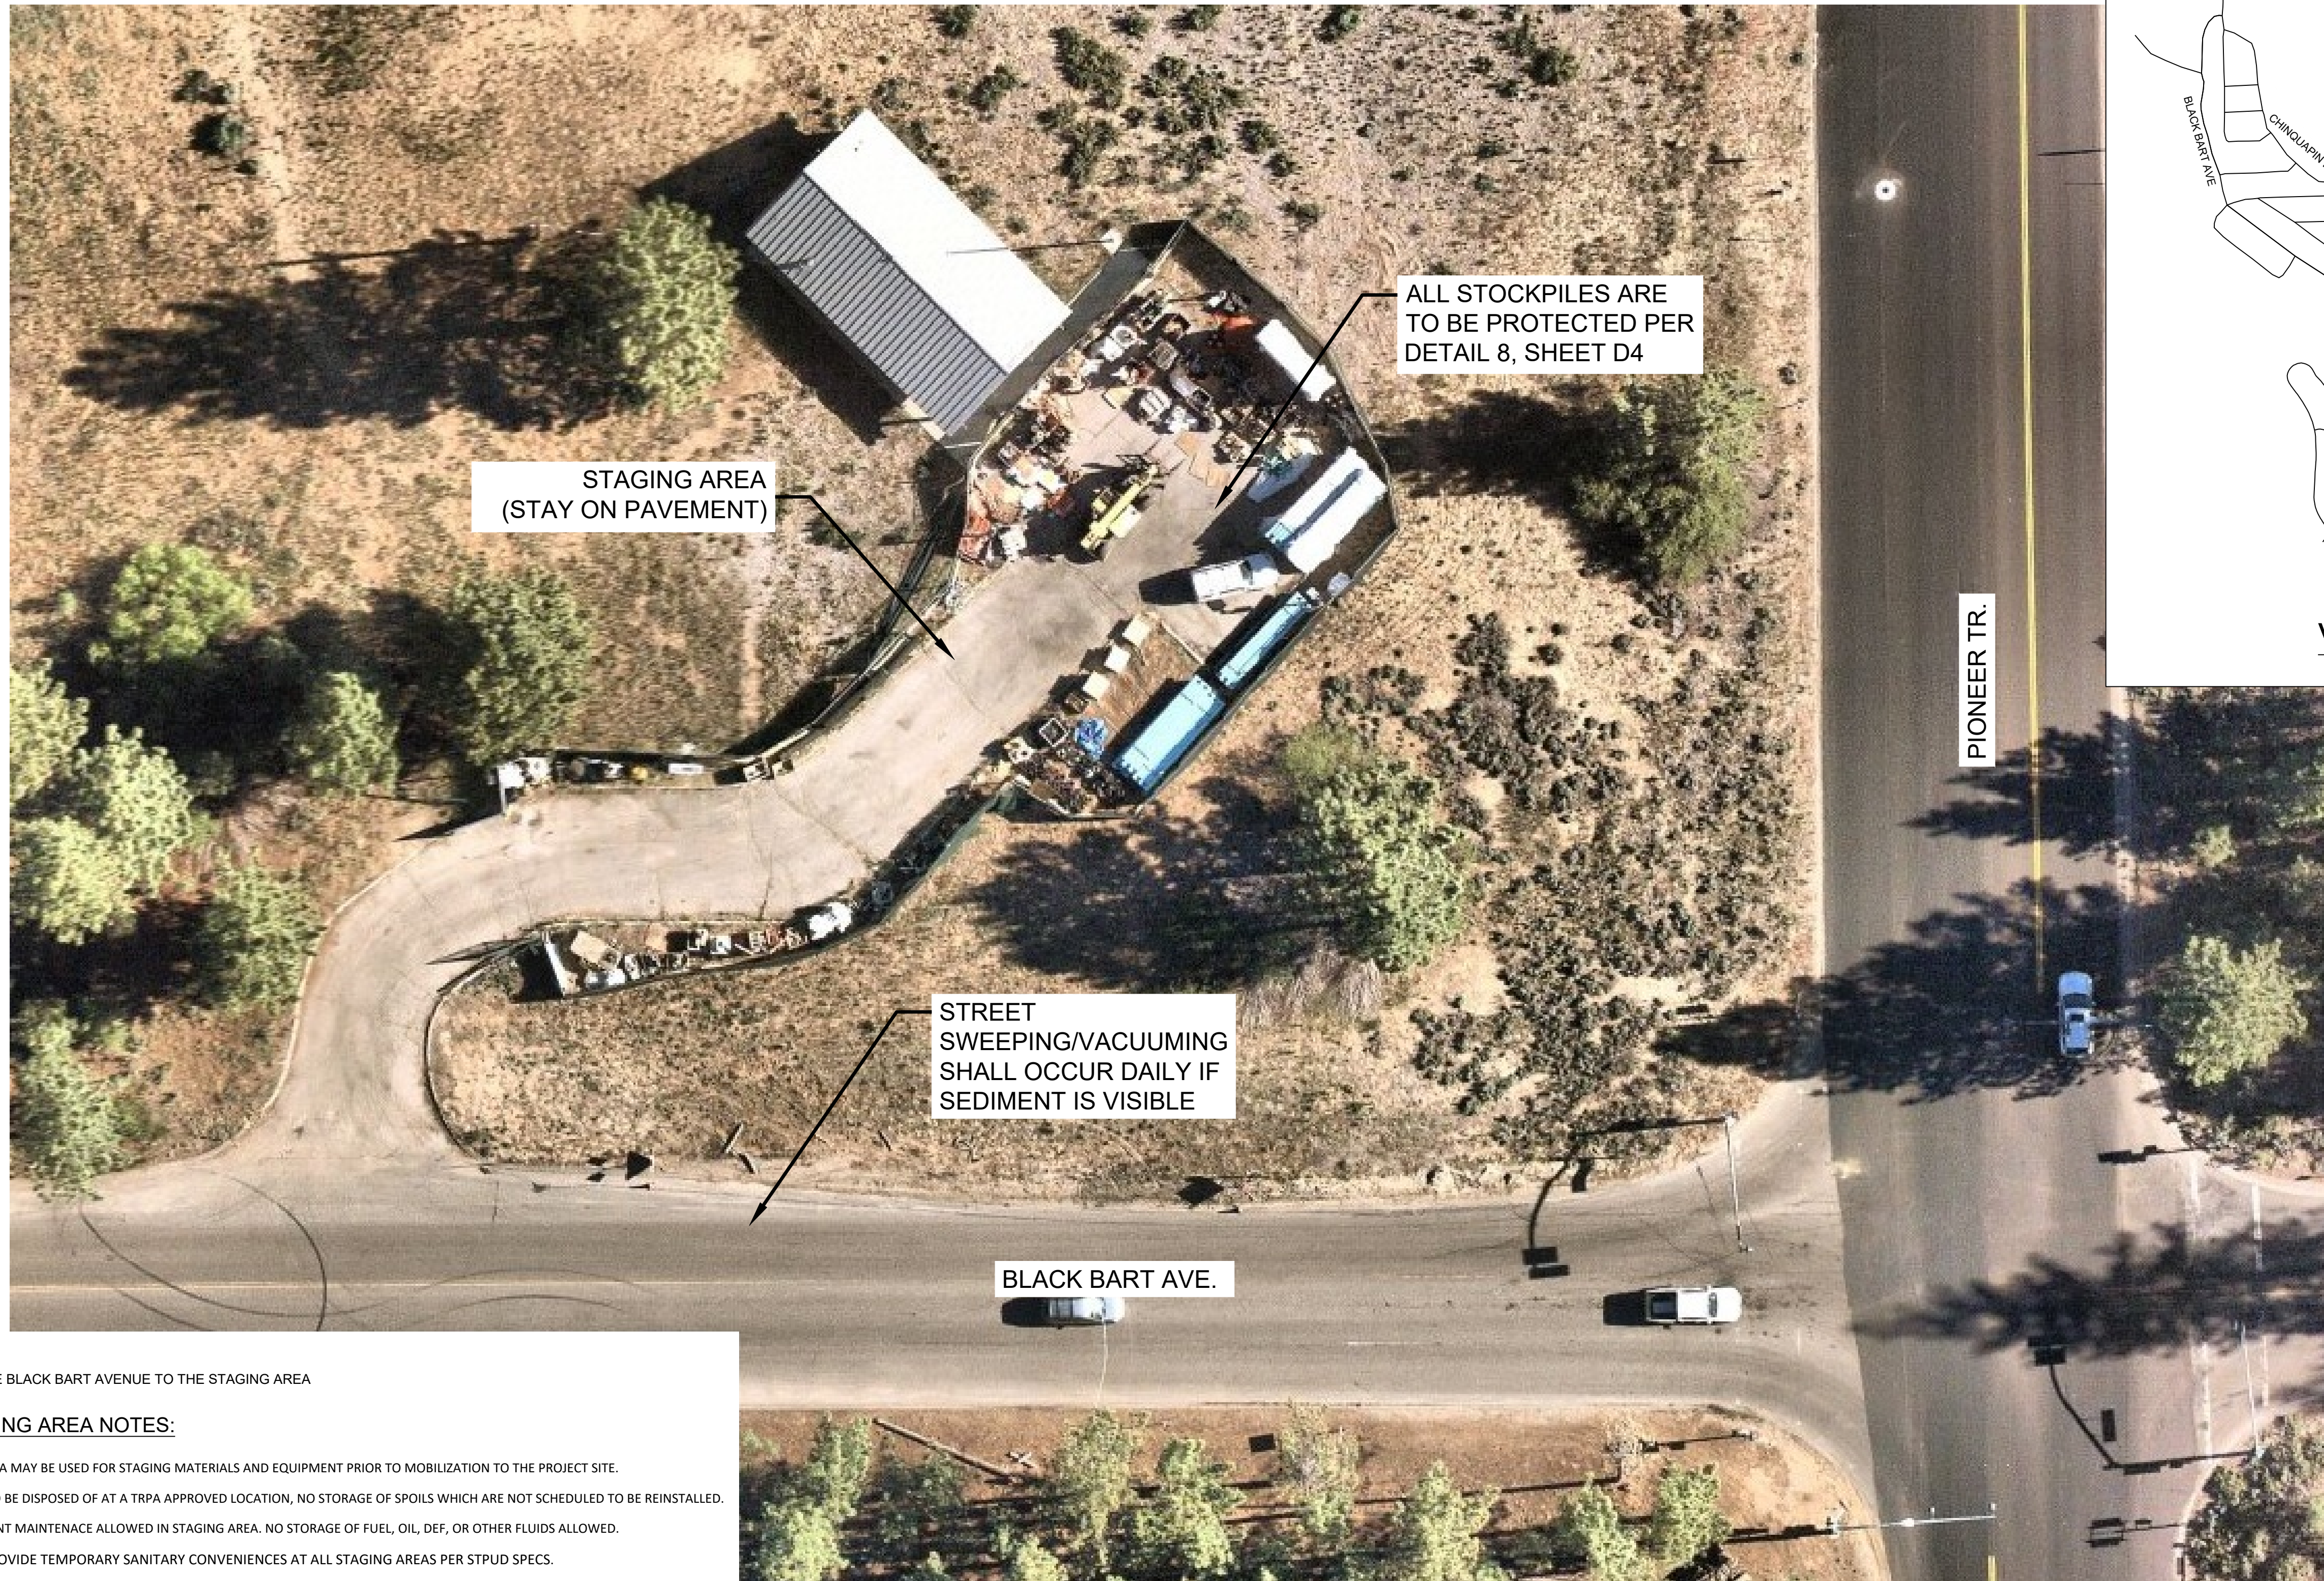 BLACK BART AVE
ALL STOCKPILES ARE
TO BE PROTECTED PER
DETAIL 8, SHEET D4
STAGING AREA
(STAY ON PAVEMENT)
PIONEER TR.
STREET
SWEEPING/VACUUMING
SHALL OCCUR DAILY IF
SEDIMENT IS VISIBLE
BLACK BART AVE.
BLACK BART AVENUE TO THE STAGING AREA
NG AREA NOTES:
A MAY BE USED FOR STAGING MATERIALS AND EQUIPMENT PRIOR TO MOBILIZATION TO THE PROJECT SITE.
BE DISPOSED OF AT A TRPA APPROVED LOCATION, NO STORAGE OF SPOILS WHICH ARE NOT SCHEDULED TO BE REINSTALLED.
NT MAINTENACE ALLOWED IN STAGING AREA. NO STORAGE OF FUEL, OIL, DEF, OR OTHER FLUIDS ALLOWED.
OVIDE TEMPORARY SANITARY CONVENIENCES AT ALL STAGING AREAS PER STPUD SPECS.